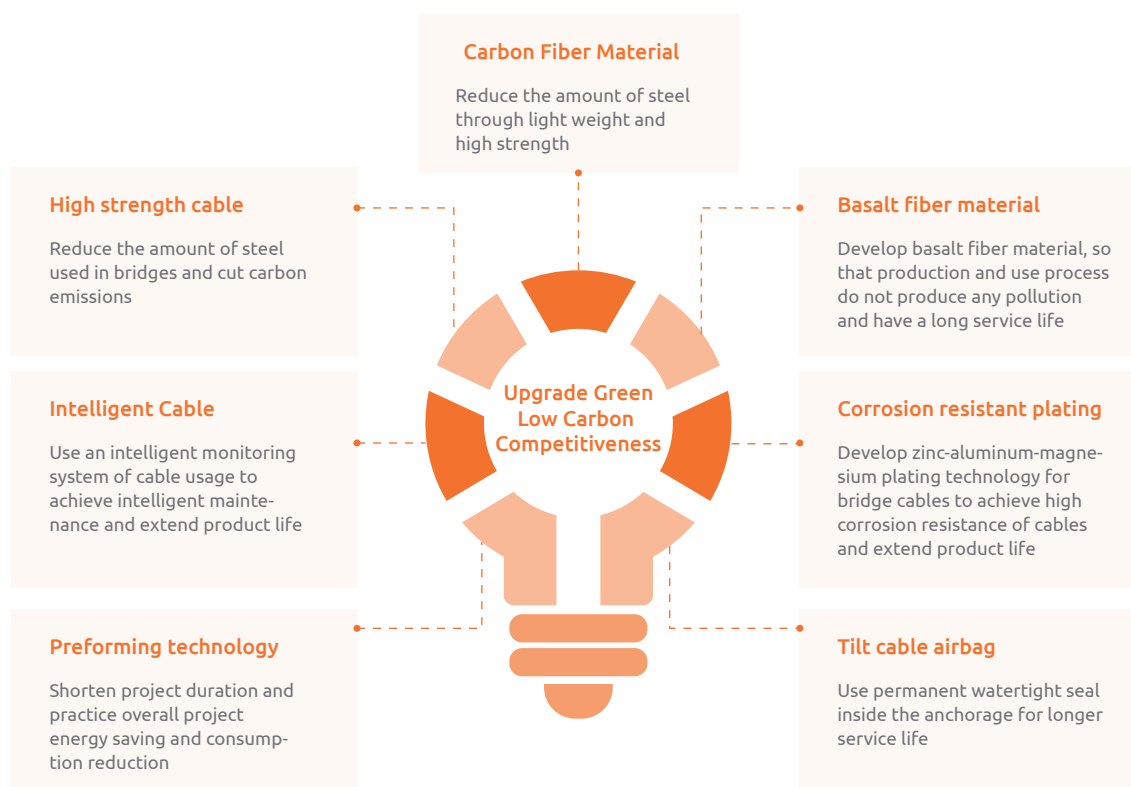 Carbon Fiber Material
Reduce the amount of steel
through light weight and
high strength
High strength cable
Reduce the amount of steel
used in bridges and cut carbon
emissions
Basalt fiber material
Develop basalt fiber material, so
that production and use process
do not produce any pollution
and have a long service life
Upgrade Green
Low Carbon
Competitiveness
Intelligent Cable
Use an intelligent monitoring
system of cable usage to
achieve intelligent mainte-
nance and extend product life
Corrosion resistant plating
Develop zinc-aluminum-magne-
sium plating technology for
bridge cables to achieve high
corrosion resistance of cables
and extend product life
Preforming technology
Shorten project duration and
practice overall project
energy saving and consump-
tion reduction
Tilt cable airbag
Use permanent watertight seal
inside the anchorage for longer
service life